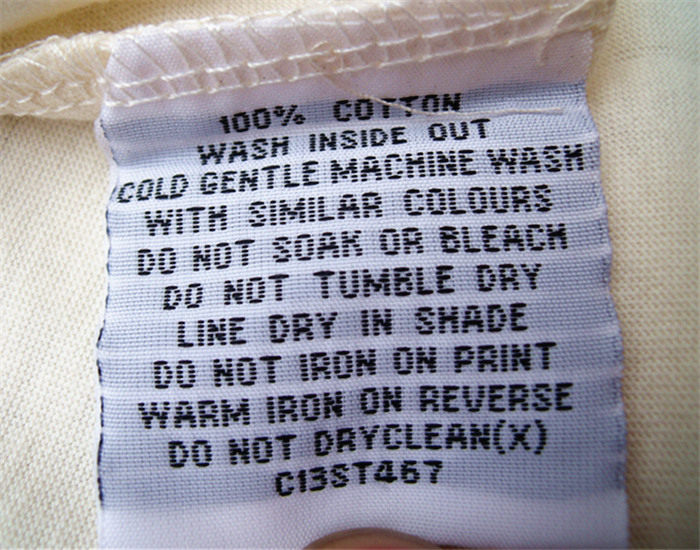 100% COTTON
WASH INSIDE OUT
COLD GENTLE MACHINE WASH
WITH SIMILAR COLOURS
DO NOT SOAK OR BLEACH
DO NOT TUMBLE DRY
LINE DRY IN SHADE
DO NOT IRON ON PRINT
WARM IRON ON REVERSE
DO NOT DRYCLEAN(X)
C13ST467